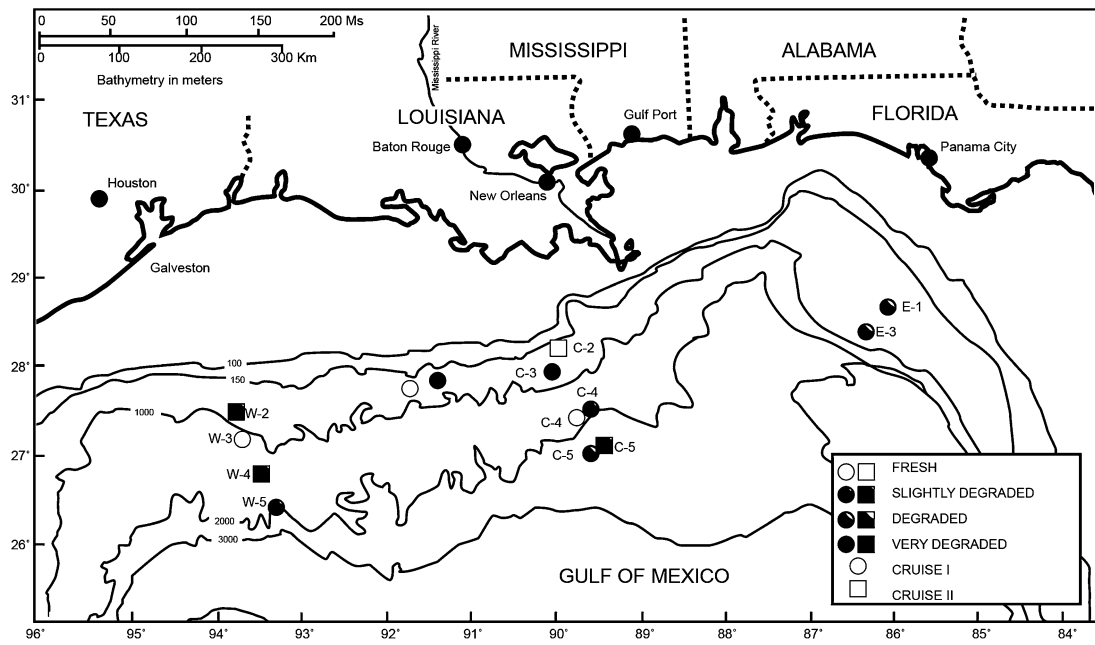 0 50 100 150 200 Ms
0 100 200 300 Km
Bathymetry in meters
Mississippi River
MISSISSIPPI
ALABAMA
31°
TEXAS
LOUISIANA
Gulf Port
FLORIDA
Baton Rouge
Panama City
Houston
30°
New Orleans
Galveston
29°
E-1
E-3
28°
100
C-2
150
C-3
1000
C-4
W-2
C-4
W-3
27°
C-5
C-5
W-4
W-5
2000
3000
26°
FRESH
SLIGHTLY DEGRADED
DEGRADED
VERY DEGRADED
CRUISE I
CRUISE II
GULF OF MEXICO
96° 95° 94° 93° 92° 91° 90° 89° 88° 87° 86° 85° 84°